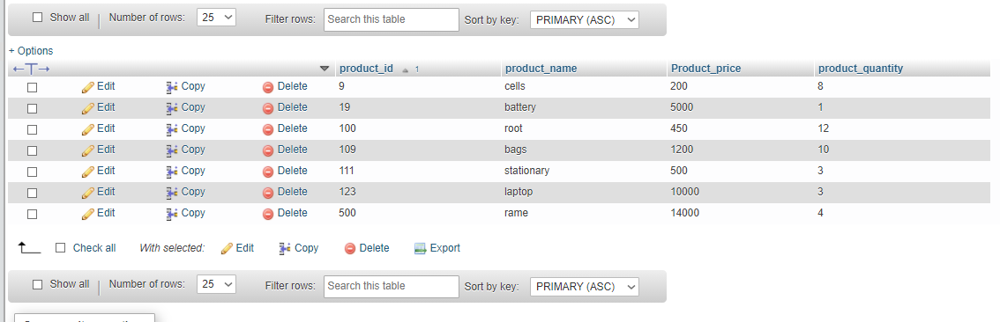 Show all Number of rows: 25 Filter rows: Search this table Sort by key: PRIMARY (ASC)
+ Options
←T→ product_id 1 product_name Product_price product_quantity
Edit Copy Delete 9 cells 200 8
Edit Copy Delete 19 battery 5000 1
Edit Copy Delete 100 root 450 12
Edit Copy Delete 109 bags 1200 10
Edit Copy Delete 111 stationary 500 3
Edit Copy Delete 123 laptop 10000 3
Edit Copy Delete 500 rame 14000 4
Check all With selected: Edit Copy Delete Export
Show all Number of rows: 25 Filter rows: Search this table Sort by key: PRIMARY (ASC)